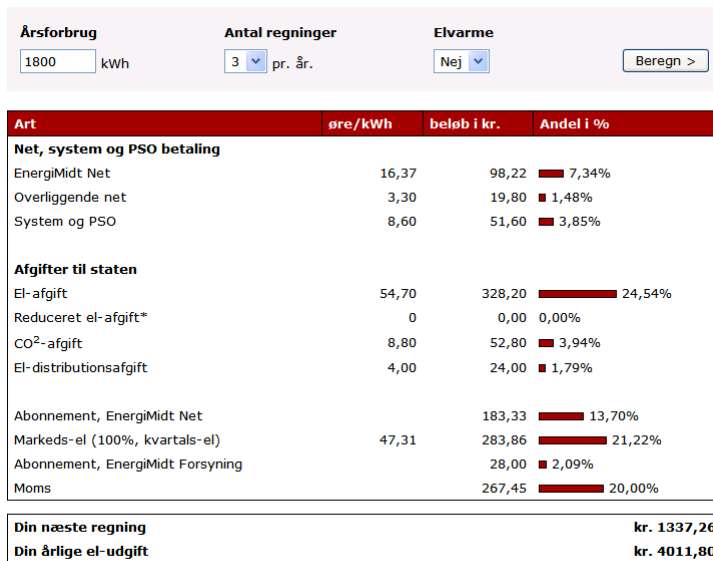 Årsforbrug Antal regninger Elvarme
1800 kWh 3 pr. år. Nej Beregn >
Art øre/kWh beløb i kr. Andel i %
Net, system og PSO betaling
EnergiMidt Net 16,37 98,22 7,34%
Overliggende net 3,30 19,80 1,48%
System og PSO 8,60 51,60 3,85%
Afgifter til staten
El-afgift 54,70 328,20 24,54%
Reduceret el-afgift* 0 0,00 0,00%
CO²-afgift 8,80 52,80 3,94%
El-distributionsafgift 4,00 24,00 1,79%
Abonnement, EnergiMidt Net 183,33 13,70%
Markeds-el (100%, kvartals-el) 47,31 283,86 21,22%
Abonnement, EnergiMidt Forsyning 28,00 2,09%
Moms 267,45 20,00%
Din næste regning kr. 1337,26
Din årlige el-udgift kr. 4011,80